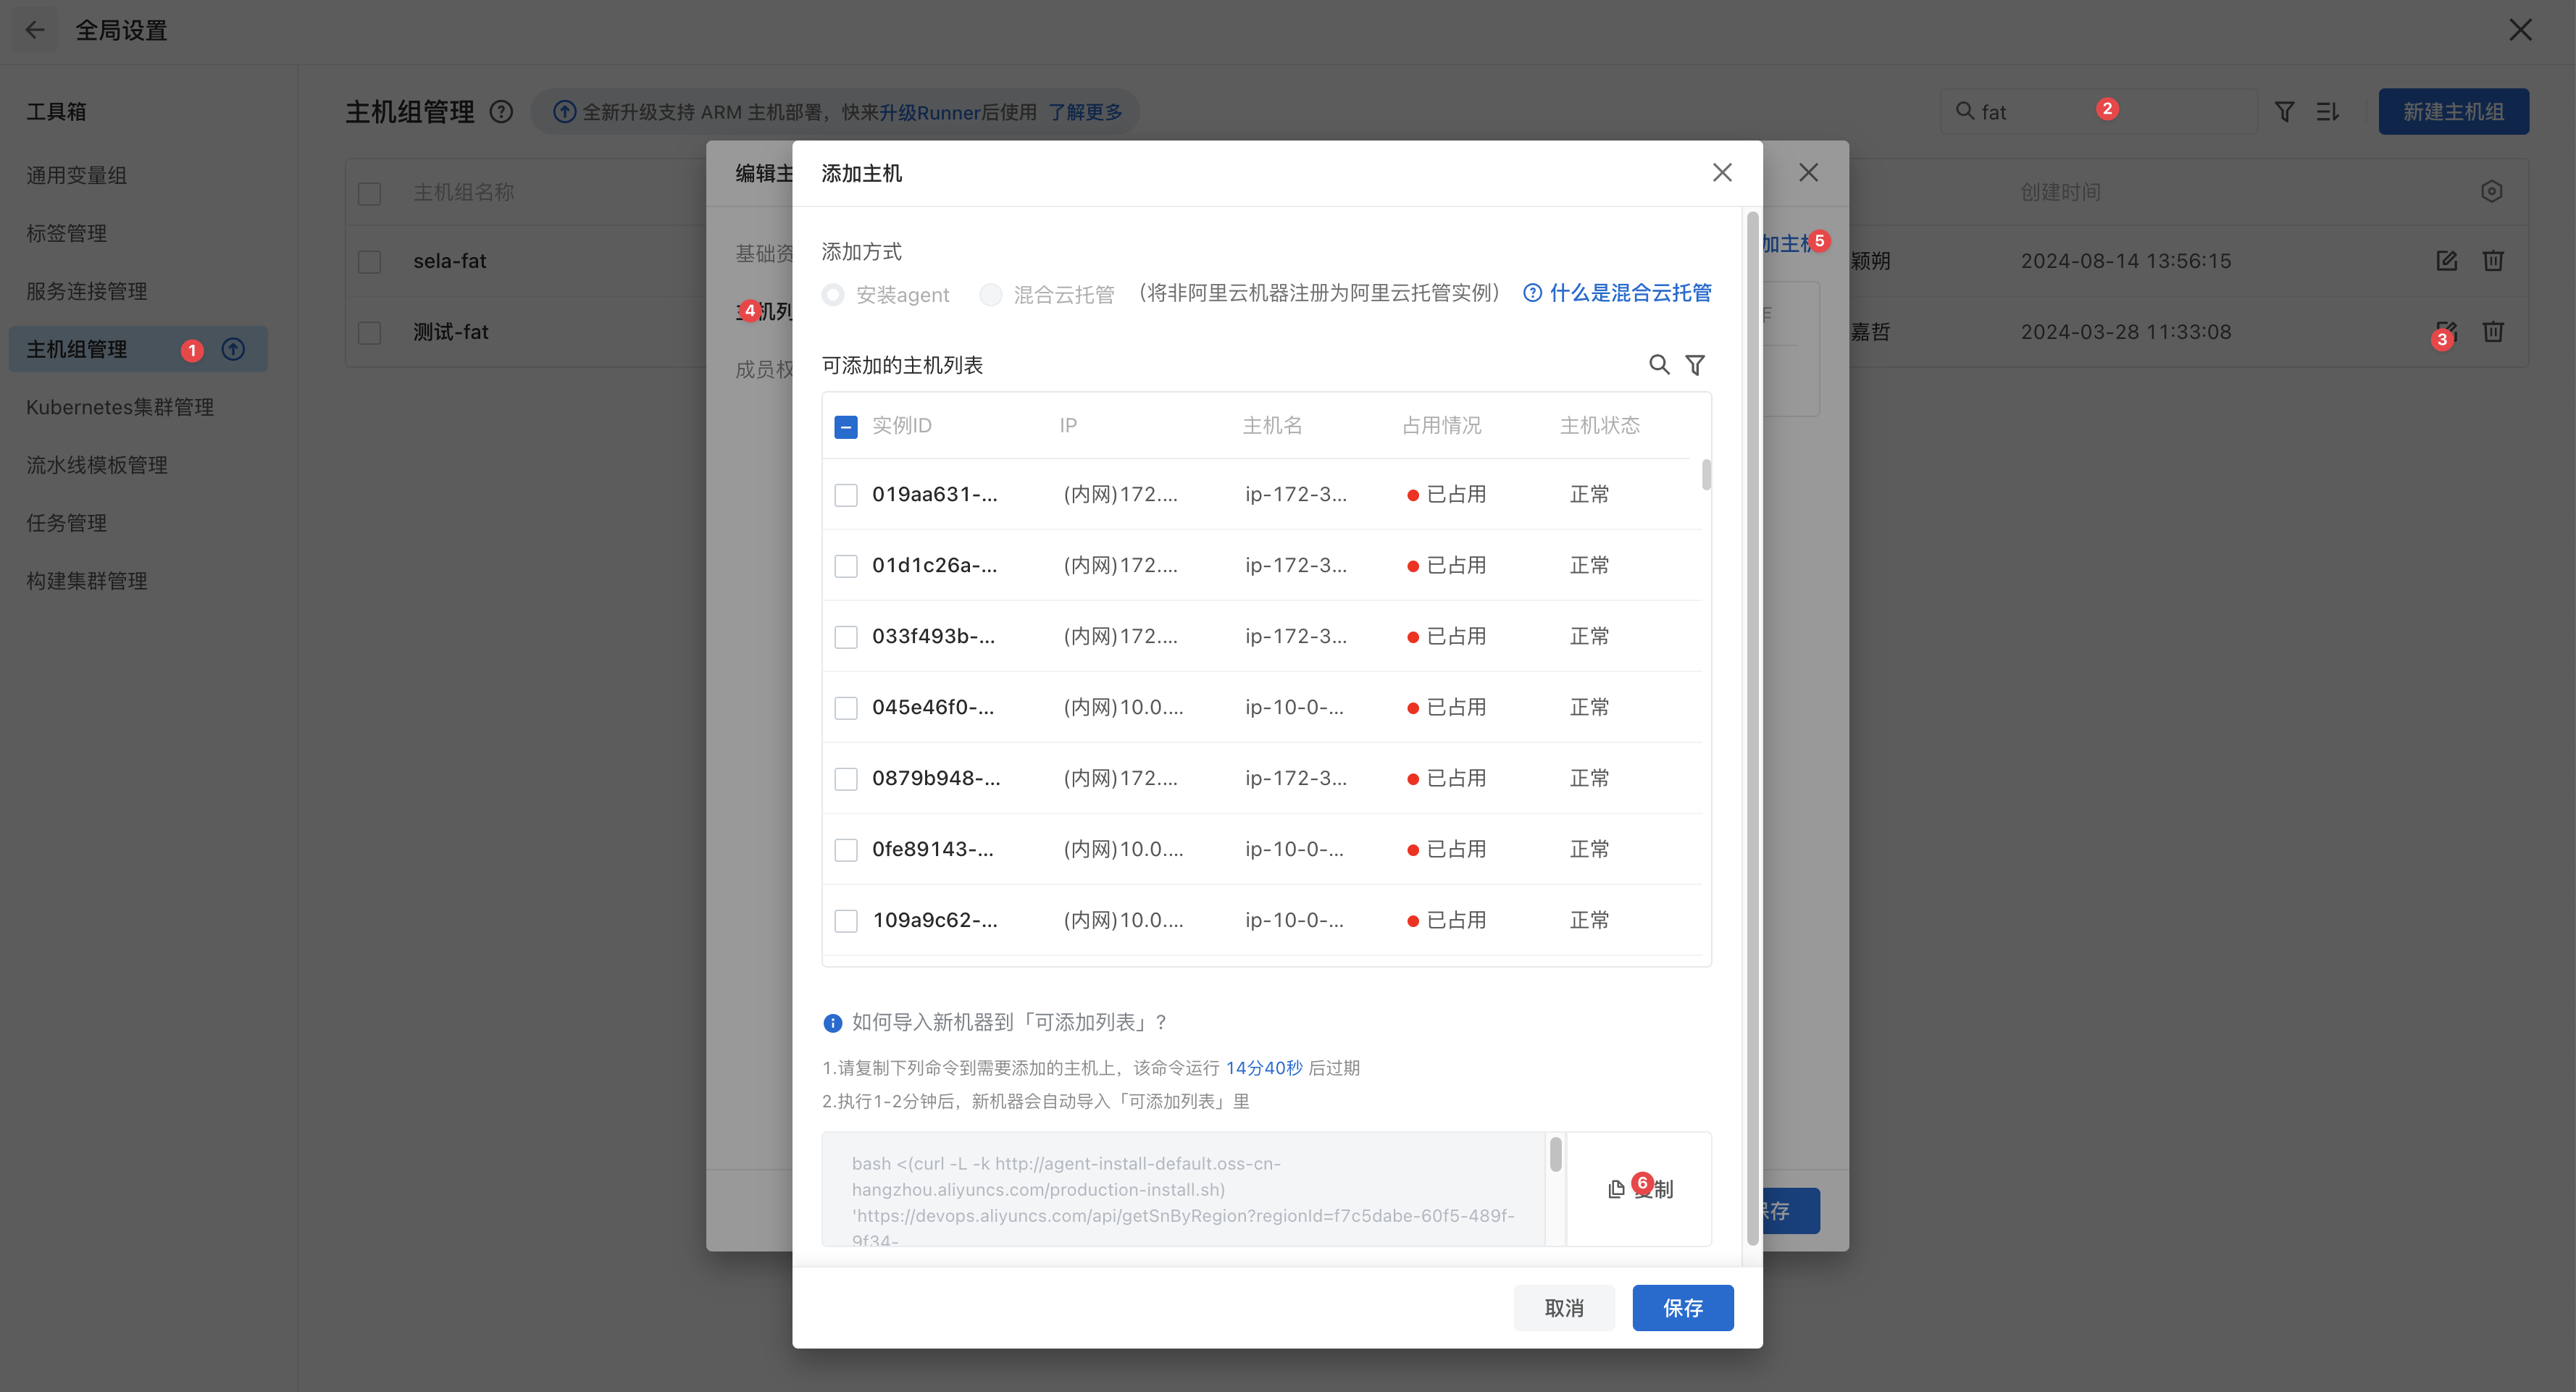 全局设置
工具箱
通用变量组
标签管理
服务连接管理
主机组管理 1
Kubernetes集群管理
流水线模板管理
任务管理
构建集群管理
主机组管理
全新升级支持 ARM 主机部署，快来升级Runner后使用 了解更多
fat 2
新建主机组
主机组名称 创建时间
sela-fat 颖朔 2024-08-14 13:56:15
测试-fat 嘉哲 2024-03-28 11:33:08 3
编辑主
基础资
4 机列
成员权
加主机 5
保存
添加主机
添加方式
安装agent 混合云托管 （将非阿里云机器注册为阿里云托管实例） 什么是混合云托管
可添加的主机列表
实例ID IP 主机名 占用情况 主机状态
019aa631-... (内网)172.... ip-172-3... 已占用 正常
01d1c26a-... (内网)172.... ip-172-3... 已占用 正常
033f493b-... (内网)172.... ip-172-3... 已占用 正常
045e46f0-... (内网)10.0.... ip-10-0-... 已占用 正常
0879b948-... (内网)172.... ip-172-3... 已占用 正常
0fe89143-... (内网)10.0.... ip-10-0-... 已占用 正常
109a9c62-... (内网)10.0.... ip-10-0-... 已占用 正常
如何导入新机器到「可添加列表」？
1.请复制下列命令到需要添加的主机上，该命令运行 14分40秒 后过期
2.执行1-2分钟后，新机器会自动导入「可添加列表」里
bash <(curl -L -k http://agent-install-default.oss-cn-
hangzhou.aliyuncs.com/production-install.sh)
'https://devops.aliyuncs.com/api/getSnByRegion?regionId=f7c5dabe-60f5-489f-
9f34-
6 复制
取消 保存